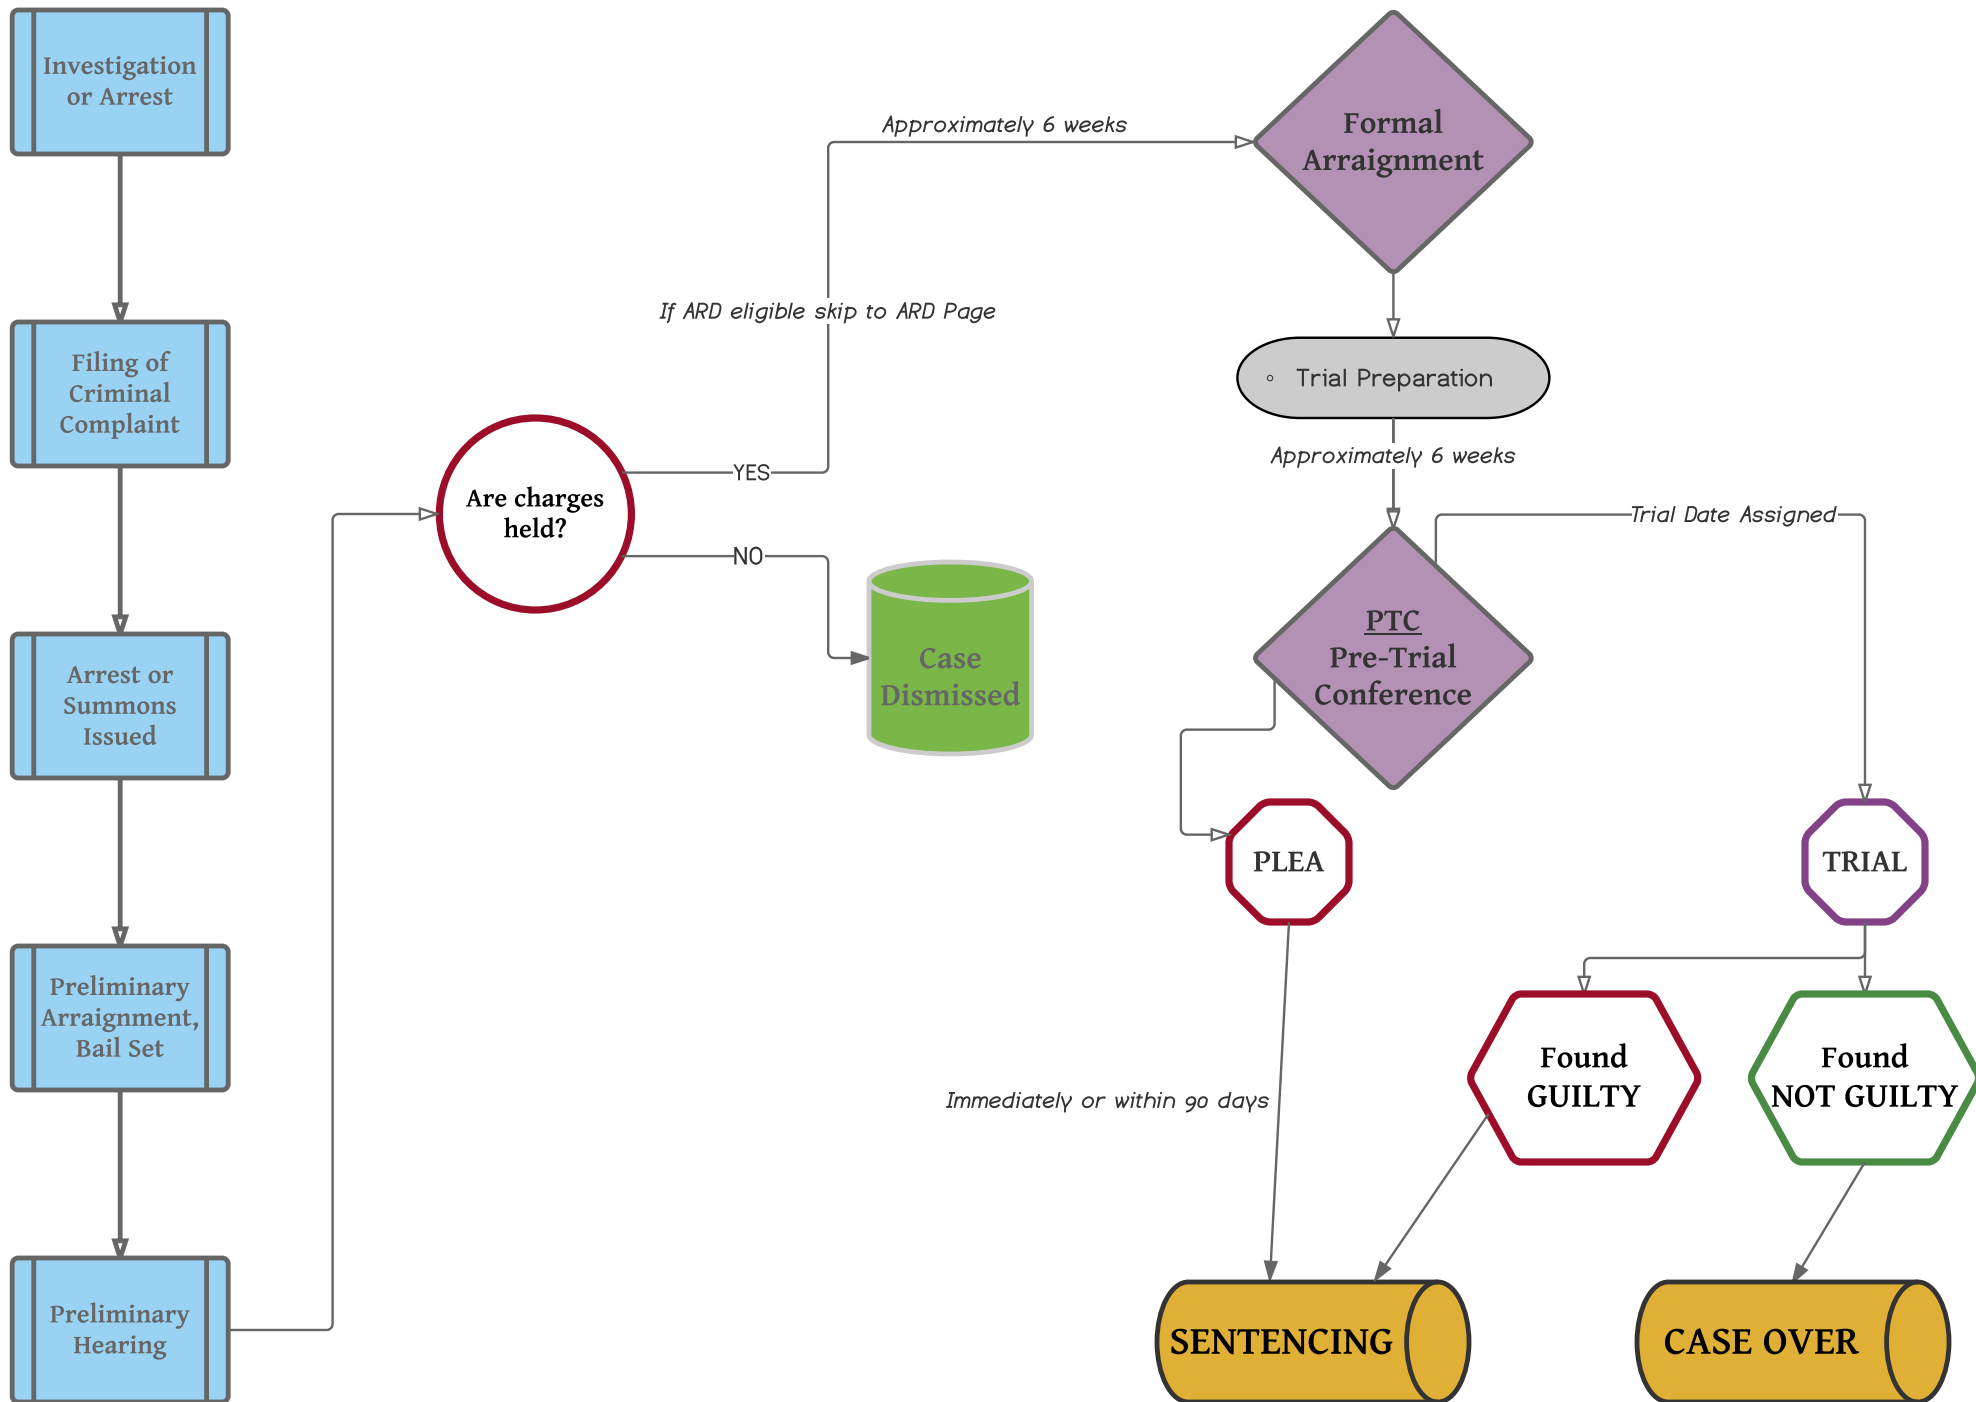 Investigation
or Arrest
Filing of
Criminal
Complaint
Arrest or
Summons
Issued
Preliminary
Arraignment,
Bail Set
Preliminary
Hearing
Are charges
held?
YES
NO
If ARD eligible skip to ARD Page
Approximately 6 weeks
Case
Dismissed
Formal
Arraignment
◦ Trial Preparation
Approximately 6 weeks
PTC
Pre-Trial
Conference
Trial Date Assigned
PLEA
TRIAL
Immediately or within 90 days
Found
GUILTY
Found
NOT GUILTY
SENTENCING
CASE OVER